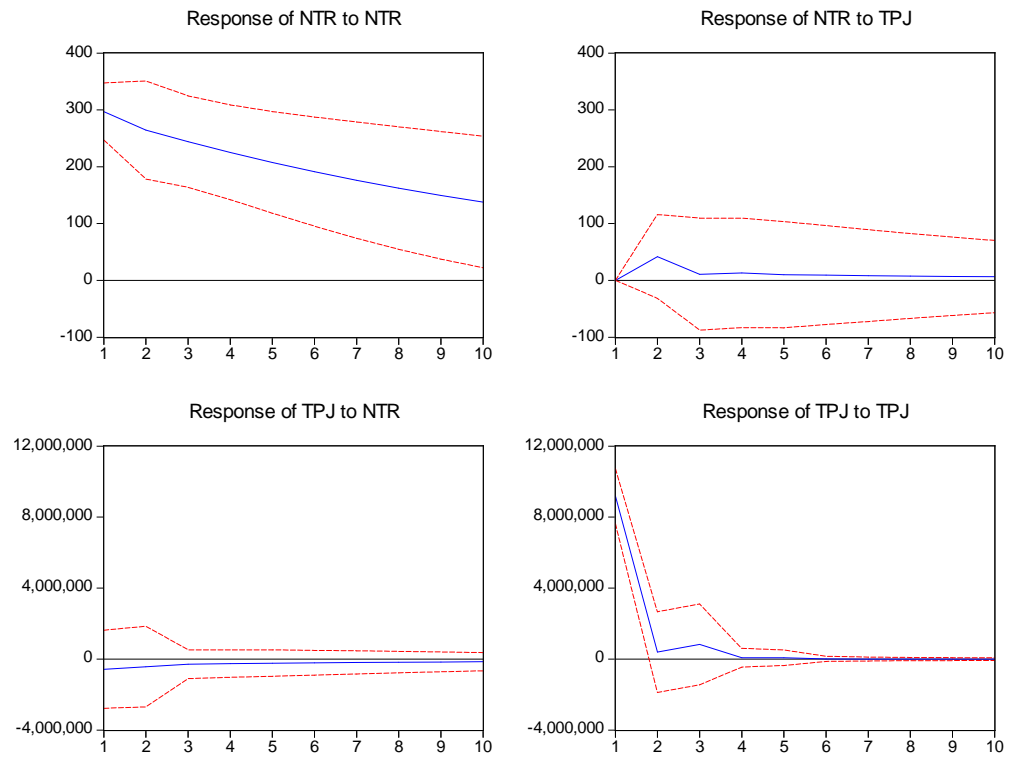 Response of NTR to NTR
400
300
200
100
0
-100
1 2 3 4 5 6 7 8 9 10
Response of NTR to TPJ
400
300
200
100
0
-100
1 2 3 4 5 6 7 8 9 10
Response of TPJ to NTR
12,000,000
8,000,000
4,000,000
0
-4,000,000
1 2 3 4 5 6 7 8 9 10
Response of TPJ to TPJ
12,000,000
8,000,000
4,000,000
0
-4,000,000
1 2 3 4 5 6 7 8 9 10